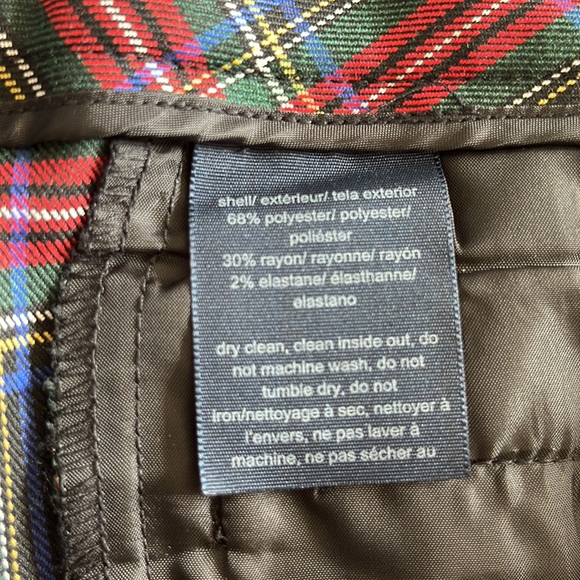 shell/ extérieur/ tela exterior
68% polyester/ polyester/
poliéster
30% rayon/ rayonne/ rayón
2% elastane/ élasthanne/
elastano
dry clean, clean inside out, do
not machine wash, do not
tumble dry, do not
iron/nettoyage à sec, nettoyer à
l'envers, ne pas laver à
machine, ne pas sécher au